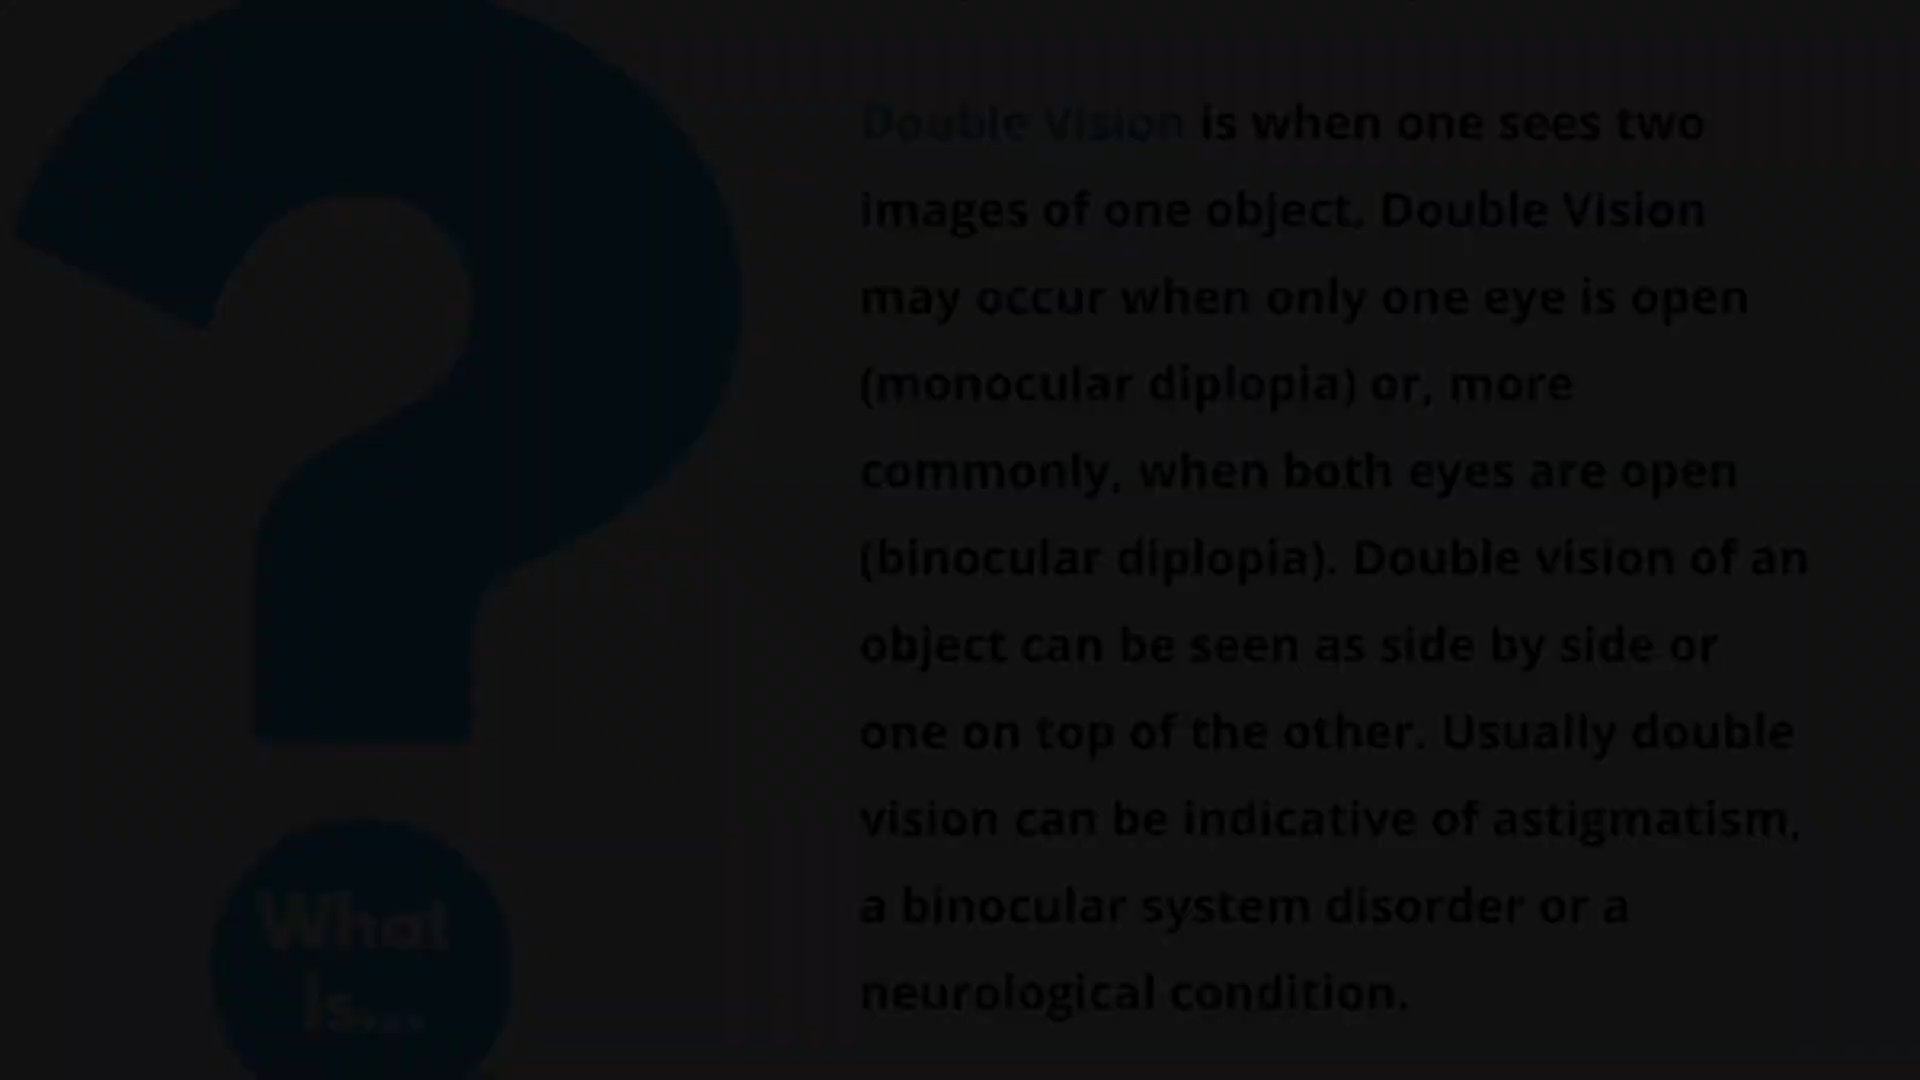 Double Vision is when one sees two
images of one object. Double Vision
may occur when only one eye is open
(monocular diplopia) or, more
commonly, when both eyes are open
(binocular diplopia). Double vision of an
object can be seen as side by side or
one on top of the other. Usually double
vision can be indicative of astigmatism,
a binocular system disorder or a
neurological condition.
What
Is...